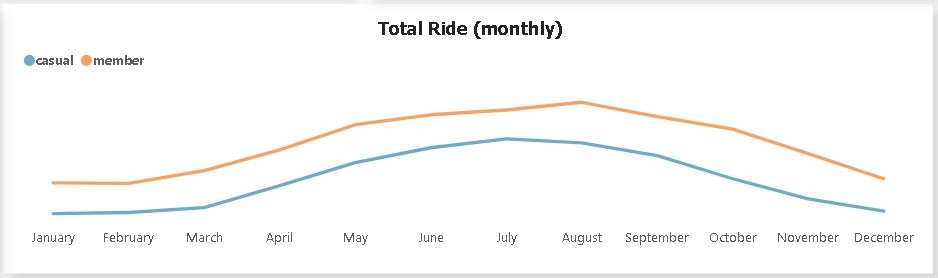 Total Ride (monthly)
casual member
January February March April May June July August September October November December